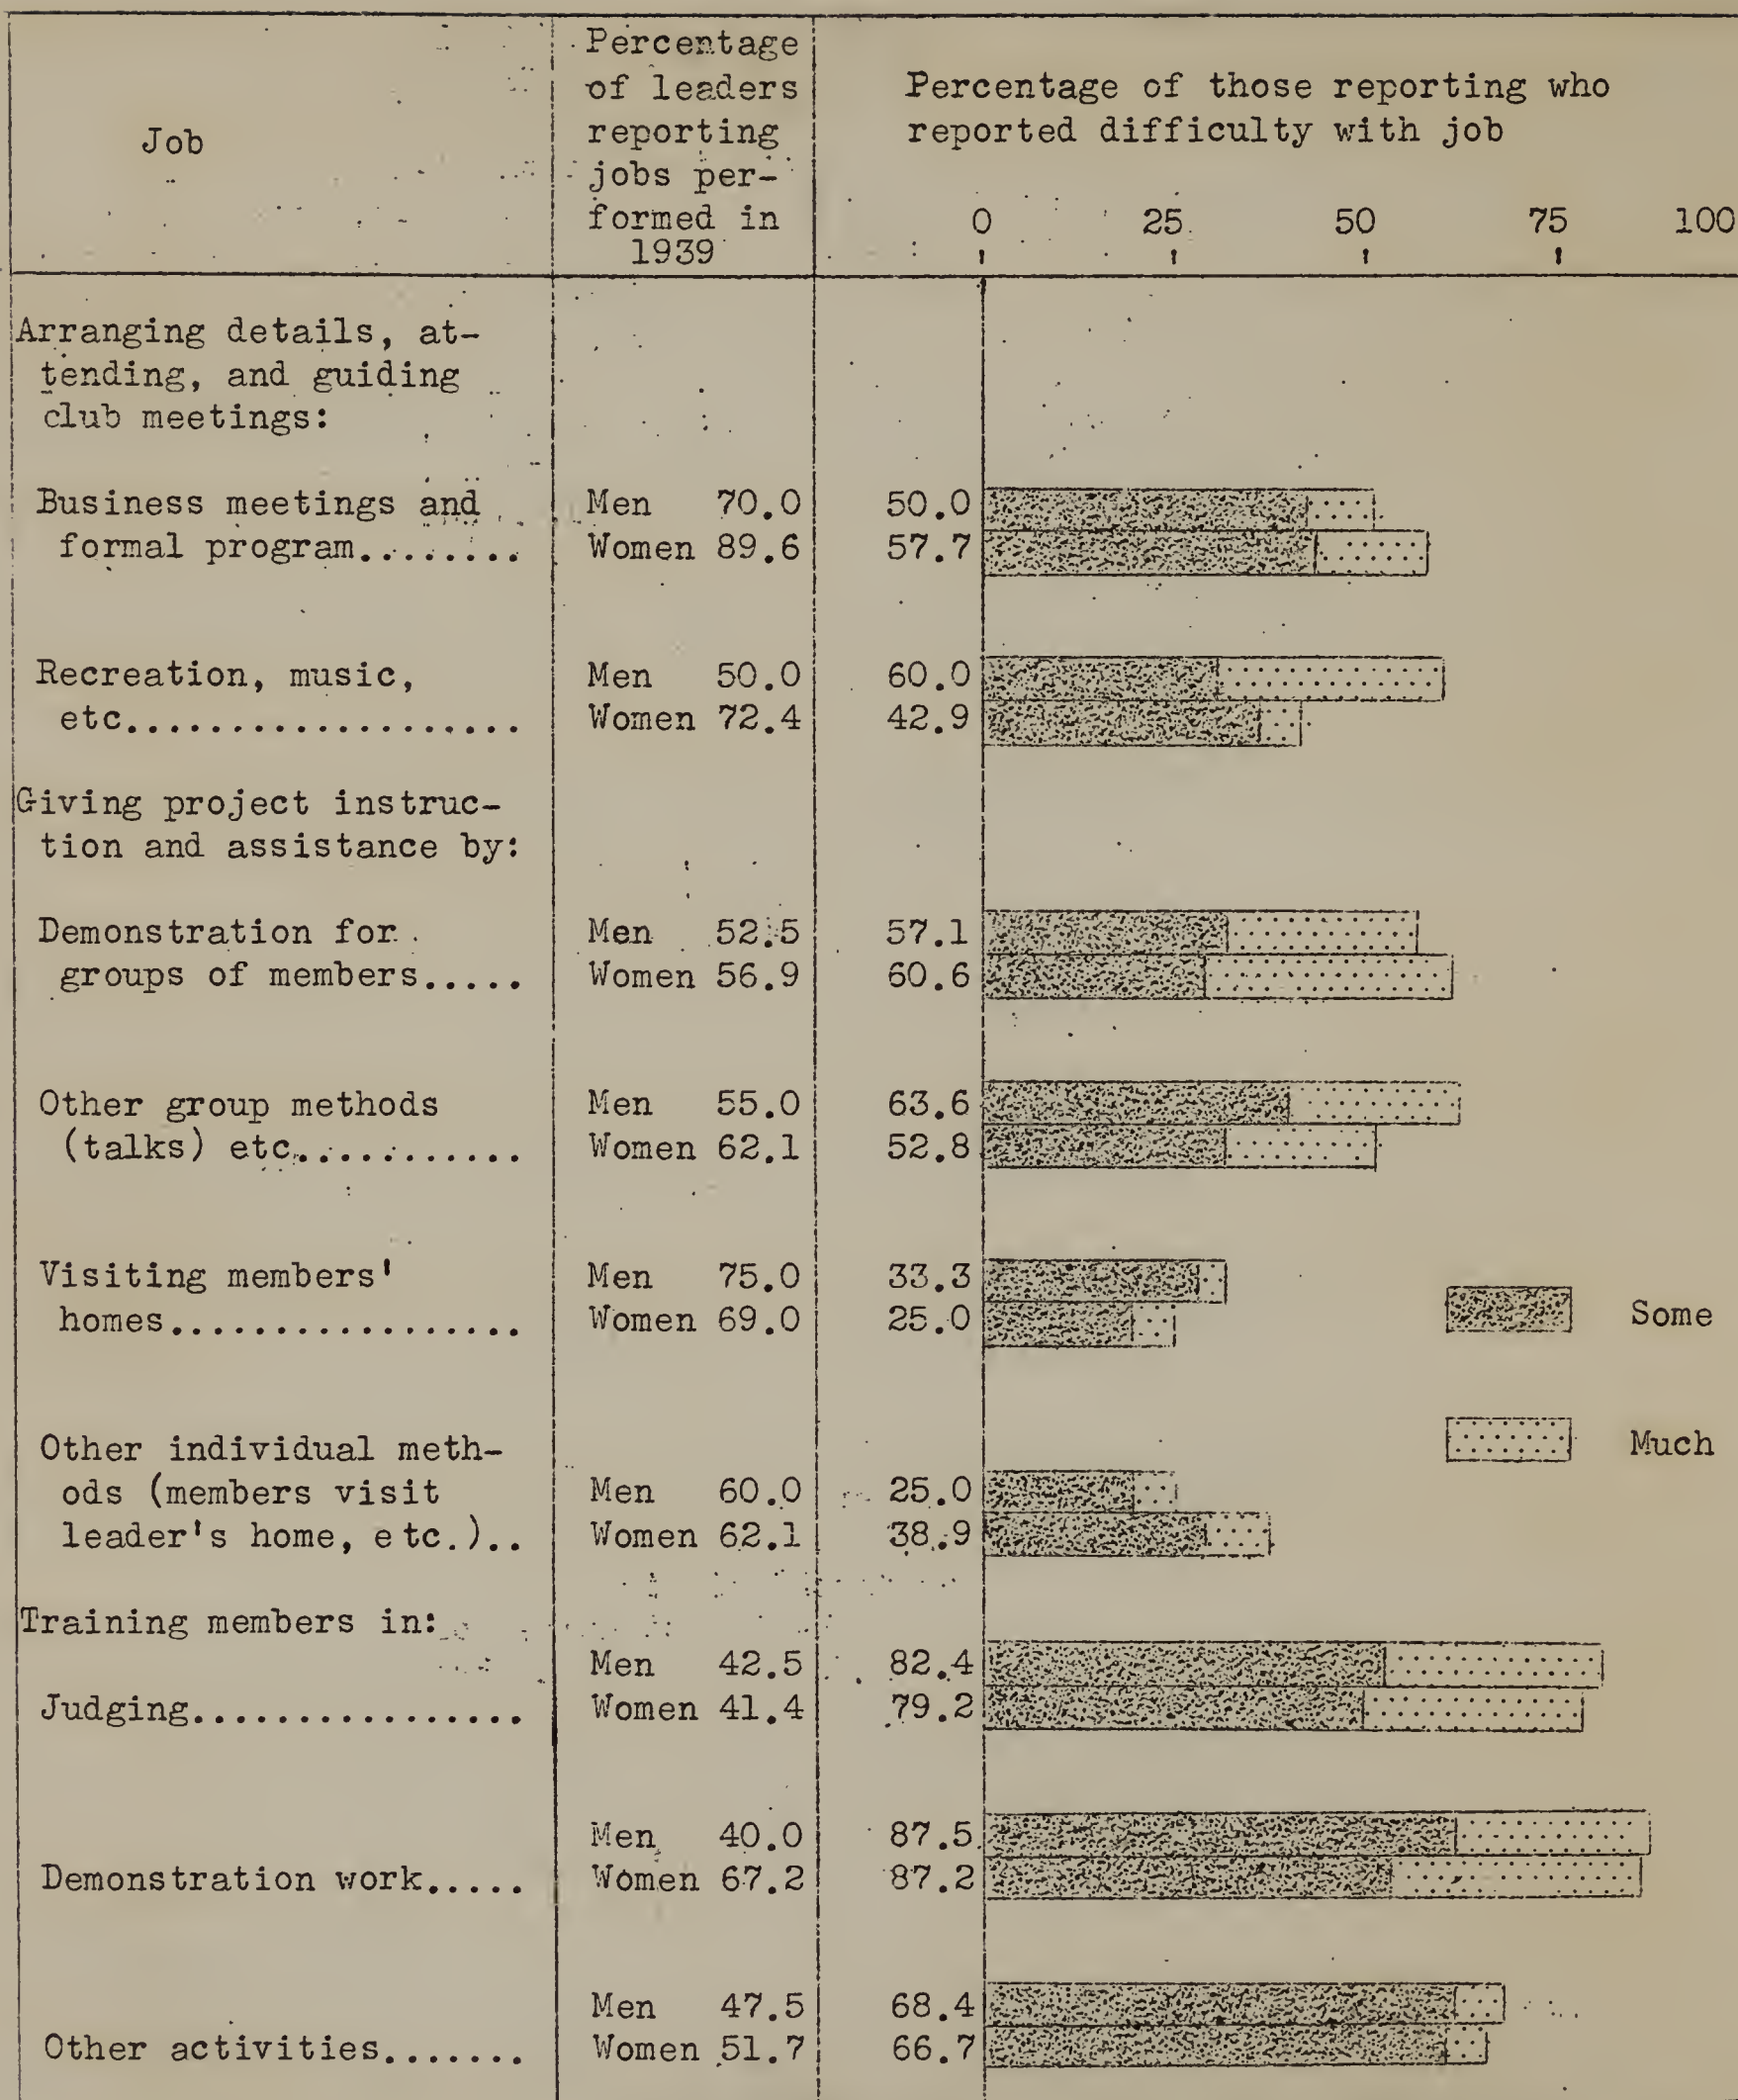 Job
Percentage
of leaders
reporting
jobs per-
formed in
1939
Percentage of those reporting who
reported difficulty with job
0 25 50 75 100
Arranging details, at-
tending, and guiding
club meetings:
Business meetings and Men 70.0 50.0
formal program........ Women 89.6 57.7
Recreation, music, Men 50.0 60.0
etc................... Women 72.4 42.9
Giving project instruc-
tion and assistance by:
Demonstration for Men 52.5 57.1
groups of members..... Women 56.9 60.6
Other group methods Men 55.0 63.6
(talks) etc........... Women 62.1 52.8
Visiting members' Men 75.0 33.3
homes................. Women 69.0 25.0
Some
Much
Other individual meth-
ods (members visit Men 60.0 25.0
leader's home, etc.).. Women 62.1 38.9
Training members in:
Men 42.5 82.4
Judging................ Women 41.4 79.2
Men 40.0 87.5
Demonstration work..... Women 67.2 87.2
Men 47.5 68.4
Other activities....... Women 51.7 66.7